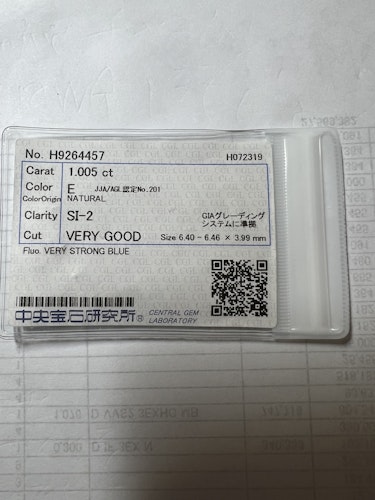 No. H9264457 H072319
Carat 1.005 ct
Color E JJA/AGL認定No.201
ColorOrigin NATURAL
Clarity SI-2 GIAグレーディング
システムに準拠
Cut VERY GOOD Size 6.40 - 6.46 × 3.99 mm
Fluo. VERY STRONG BLUE
中央宝石研究所® CENTRAL GEM
LABORATORY